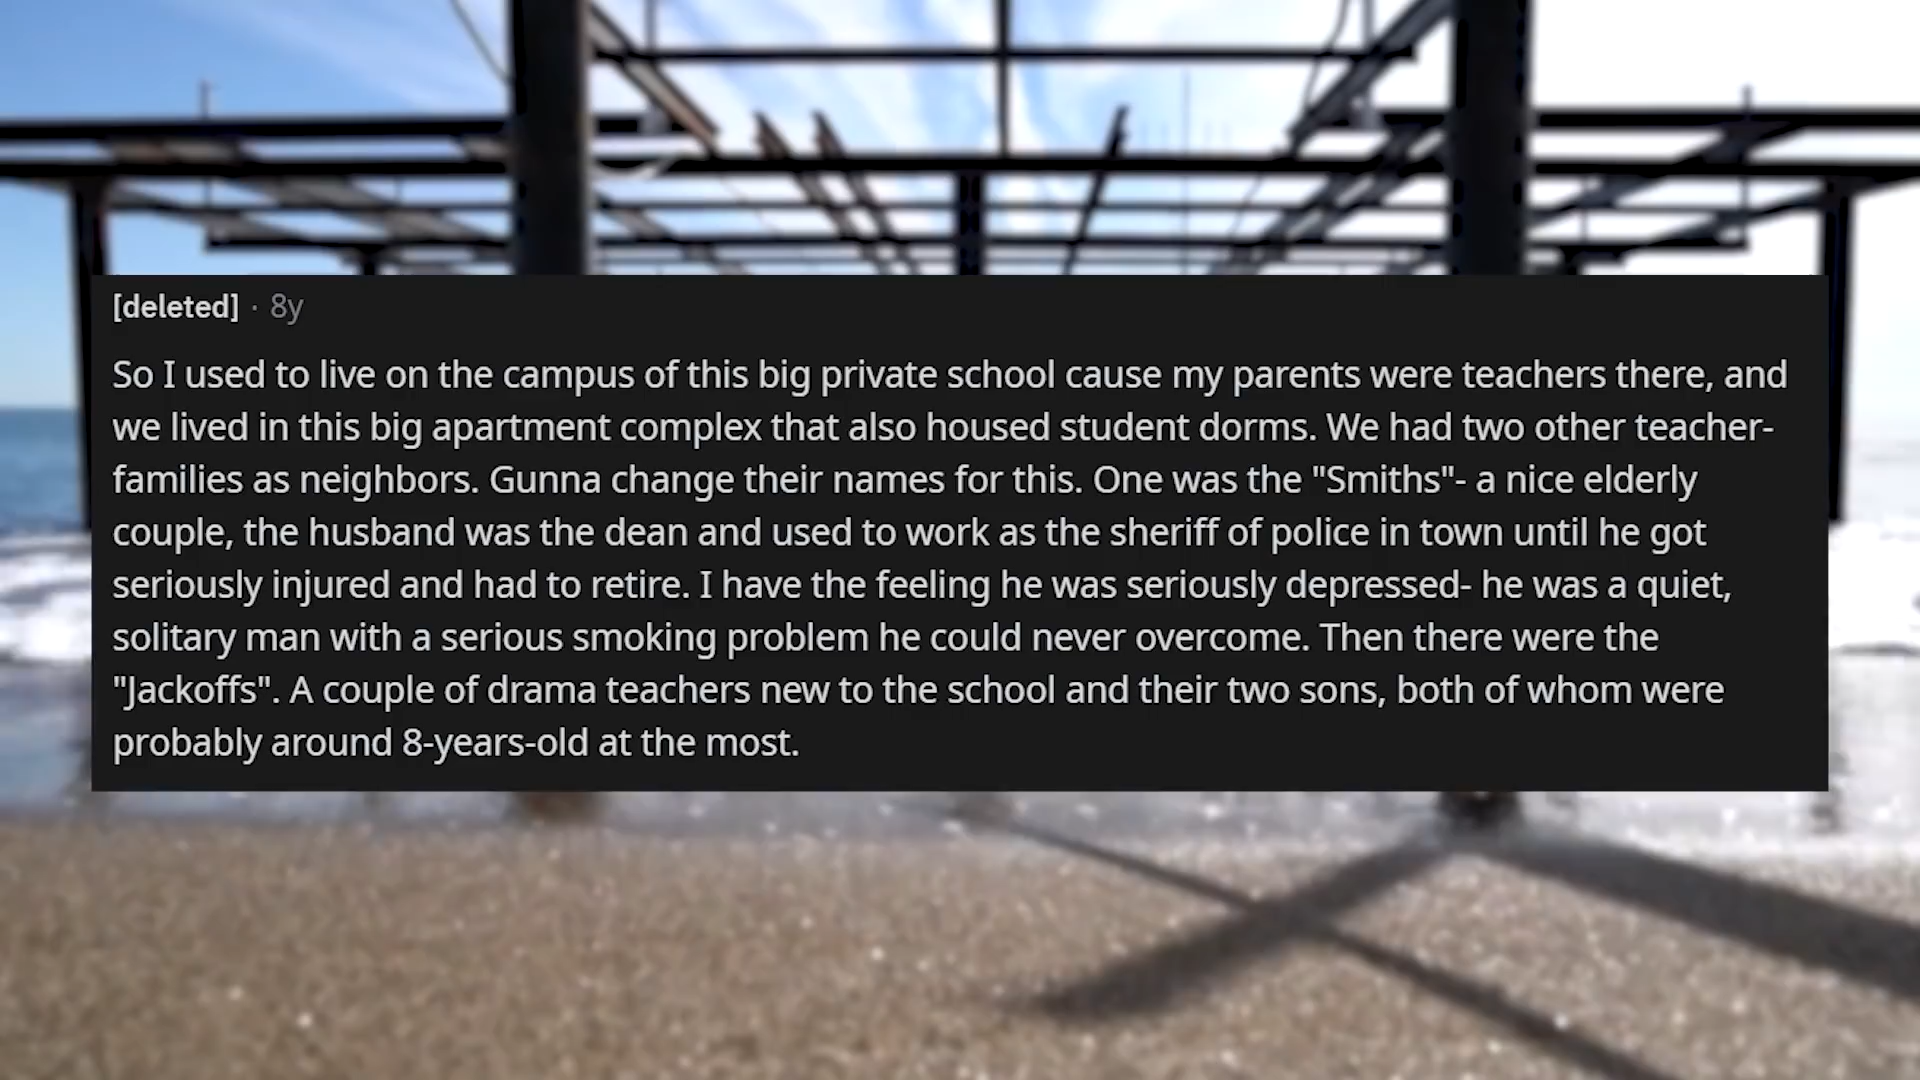 [deleted] · 8y
So I used to live on the campus of this big private school cause my parents were teachers there, and
we lived in this big apartment complex that also housed student dorms. We had two other teacher-
families as neighbors. Gunna change their names for this. One was the "Smiths"- a nice elderly
couple, the husband was the dean and used to work as the sheriff of police in town until he got
seriously injured and had to retire. I have the feeling he was seriously depressed- he was a quiet,
solitary man with a serious smoking problem he could never overcome. Then there were the
"Jackoffs". A couple of drama teachers new to the school and their two sons, both of whom were
probably around 8-years-old at the most.